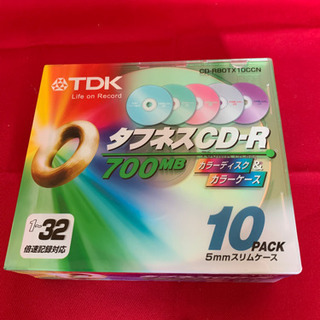 CD-R80TX10CCN
TDK
Life on Record
タフネスCD-R
700MB
カラーディスク&
カラーケース
1~32
倍速記録対応
10PACK
5mmスリムケース